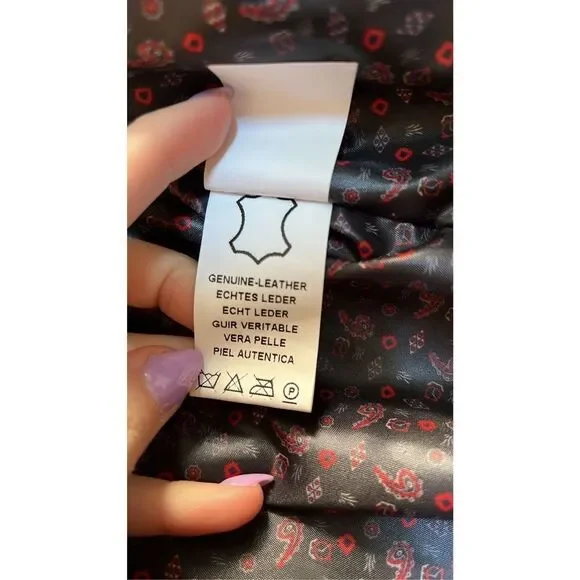 GENUINE-LEATHER
ECHTES LEDER
ECHT LEDER
GUIR VERITABLE
VERA PELLE
PIEL AUTENTICA
P